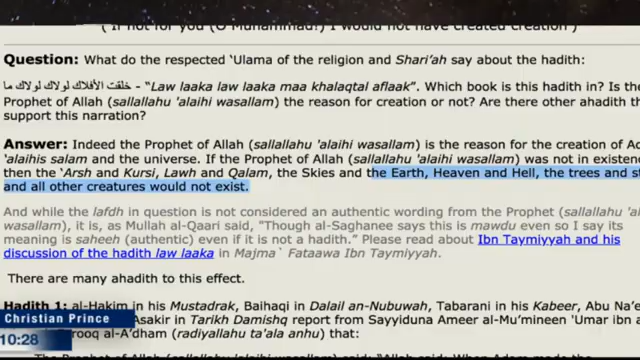 ( If not for you (O Muhammad!) I would not have created creation )
Question: What do the respected ‘Ulama of the religion and Shari’ah say about the hadith:
خلقت الأفلاك لولاك لولاك ما - “Law laaka law laaka maa khalaqtal aflaak”. Which book is this hadith in? Is the
Prophet of Allah (sallallahu 'alaihi wasallam) the reason for creation or not? Are there other ahadith
support this narration?
Answer: Indeed the Prophet of Allah (sallallahu 'alaihi wasallam) is the reason for the creation of
'alaihis salam and the universe. If the Prophet of Allah (sallallahu 'alaihi wasallam) was not in
then the ‘Arsh and Kursi, Lawh and Qalam, the Skies and the Earth, Heaven and Hell, the trees and
and all other creatures would not exist.
And while the lafdh in question is not considered an authentic wording from the Prophet (sallallahu
wasallam), it is, as Mullah al-Qaari said, "Though al-Saghanee says this is mawdu even so I say its
meaning is saheeh (authentic) even if it is not a hadith." Please read about Ibn Taymiyyah and his
discussion of the hadith law laaka in Majma` Fataawa Ibn Taymiyyah.
There are many ahadith to this effect.
Hadith 1: al-Hakim in his Mustadrak, Baihaqi in Dalail an-Nubuwah, Tabarani in his Kabeer, Abu
Christian Prince
Asakir in Tarikh Damishq report from Sayyiduna Ameer al-Mu’mineen ‘Umar ibn
10:28
al-A’dham (radiyallahu ta'ala anhu) that: